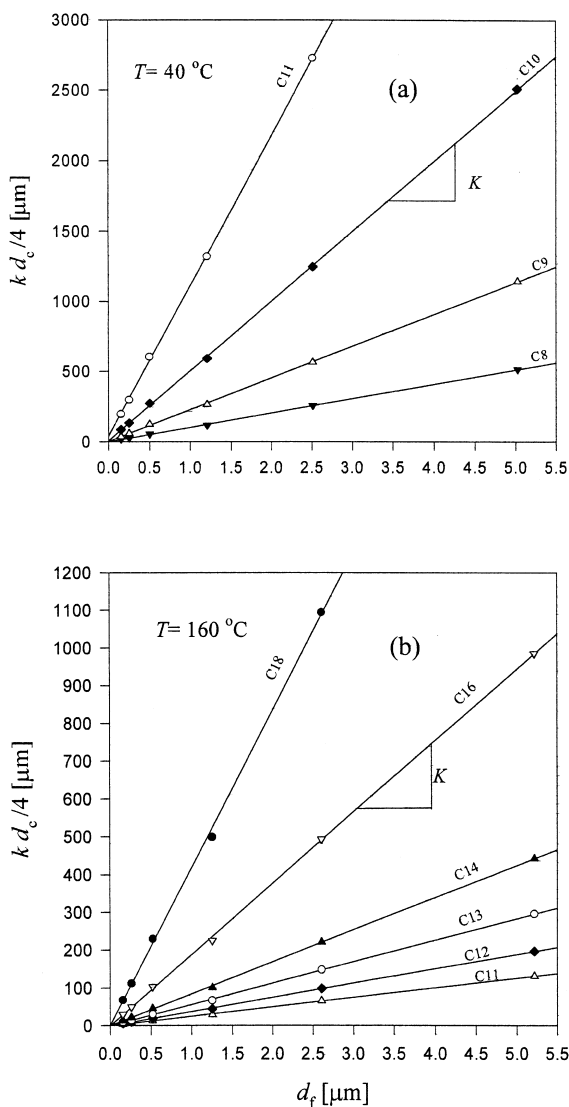 3000
2500
2000
1500
1000
500
0
k d_c /4 [μm]
T= 40 °C
(a)
C11
C10
K
C9
C8
0.0 0.5 1.0 1.5 2.0 2.5 3.0 3.5 4.0 4.5 5.0 5.5
1200
1100
1000
900
800
700
600
500
400
300
200
100
0
k d_c /4 [μm]
T= 160 °C
(b)
C18
C16
K
C14
C13
C12
C11
0.0 0.5 1.0 1.5 2.0 2.5 3.0 3.5 4.0 4.5 5.0 5.5
d_f [μm]